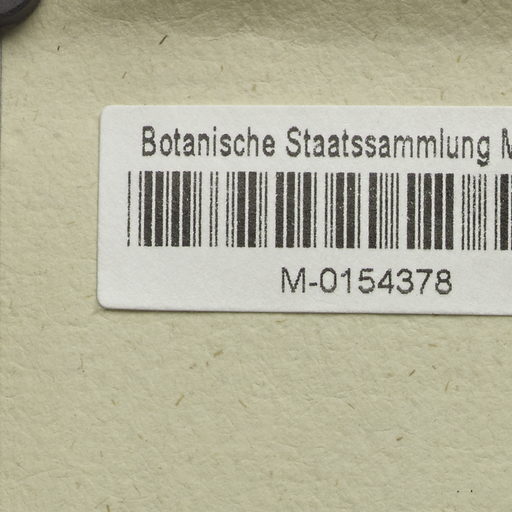 Botanische Staatssammlung
M-0154378